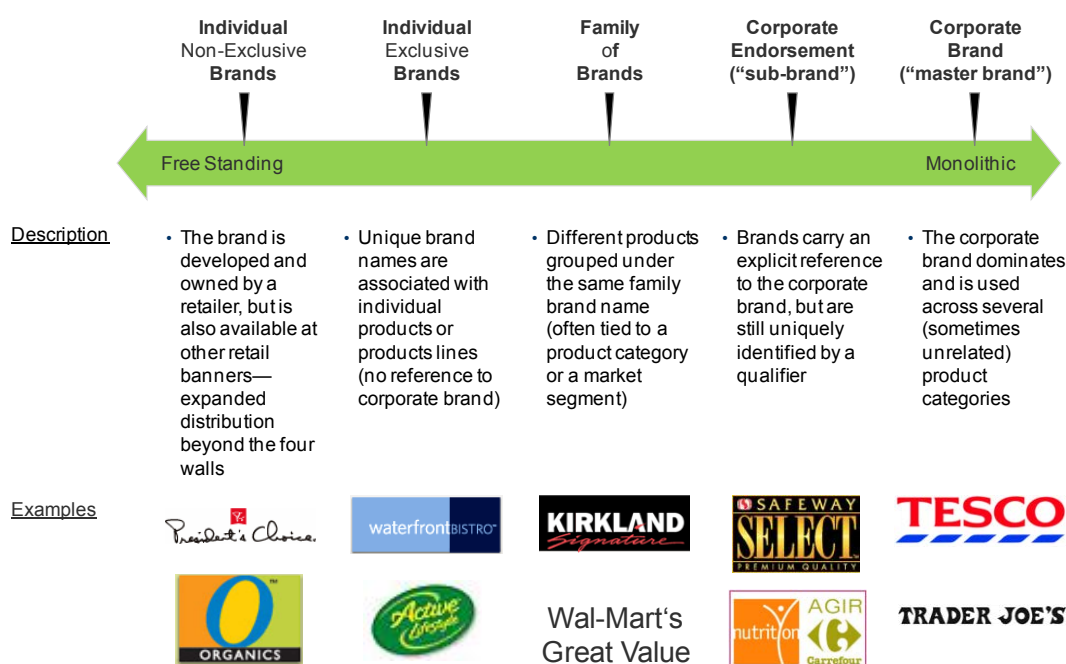 Individual
Non-Exclusive
Brands
Individual
Exclusive
Brands
Family
of
Brands
Corporate
Endorsement
(“sub-brand”)
Corporate
Brand
(“master brand”)
Free Standing
Monolithic
Description
• The brand is
developed and
owned by a
retailer, but is
also available at
other retail
banners—
expanded
distribution
beyond the four
walls
• Unique brand
names are
associated with
individual
products or
products lines
(no reference to
corporate brand)
• Different products
grouped under
the same family
brand name
(often tied to a
product category
or a market
segment)
• Brands carry an
explicit reference
to the corporate
brand, but are
still uniquely
identified by a
qualifier
• The corporate
brand dominates
and is used
across several
(sometimes
unrelated)
product
categories
Examples
President's Choice
waterfrontBISTRO
KIRKLAND
Signature
SAFEWAY
SELECT
PREMIUM QUALITY
TESCO
O
ORGANICS
Active
Lifestyle
Wal-Mart‘s
Great Value
nutrition
AGIR
Carrefour
TRADER JOE'S